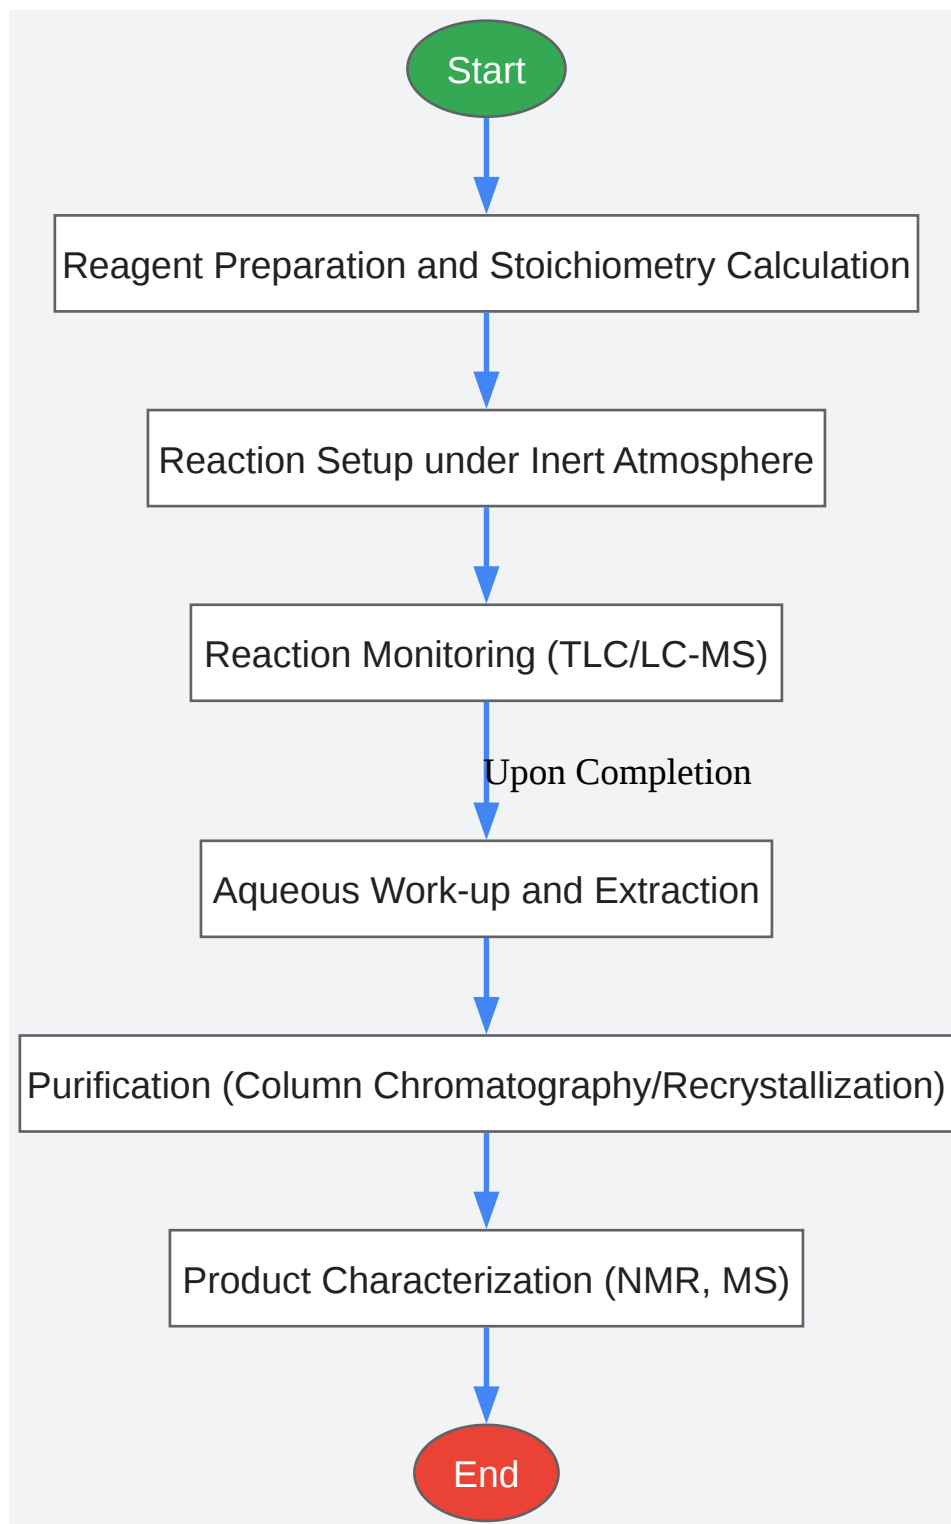 Start
Reagent Preparation and Stoichiometry Calculation
Reaction Setup under Inert Atmosphere
Reaction Monitoring (TLC/LC-MS)
Upon Completion
Aqueous Work-up and Extraction
Purification (Column Chromatography/Recrystallization)
Product Characterization (NMR, MS)
End